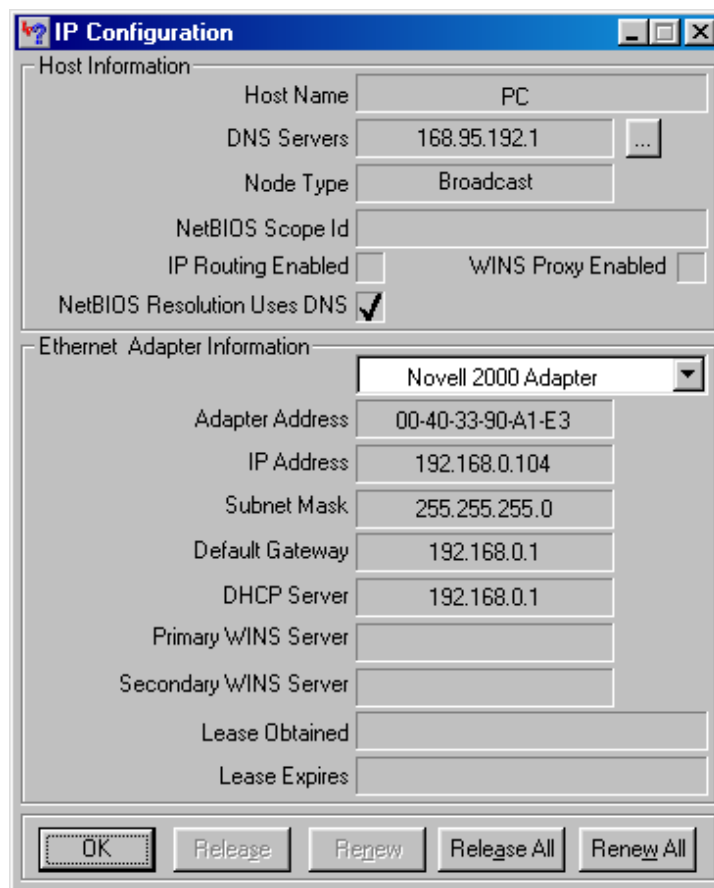 IP Configuration
Host Information
Host Name PC
DNS Servers 168.95.192.1 ...
Node Type Broadcast
NetBIOS Scope Id
IP Routing Enabled WINS Proxy Enabled
NetBIOS Resolution Uses DNS
Ethernet Adapter Information
Novell 2000 Adapter
Adapter Address 00-40-33-90-A1-E3
IP Address 192.168.0.104
Subnet Mask 255.255.255.0
Default Gateway 192.168.0.1
DHCP Server 192.168.0.1
Primary WINS Server
Secondary WINS Server
Lease Obtained
Lease Expires
OK Release Renew Release All Renew All